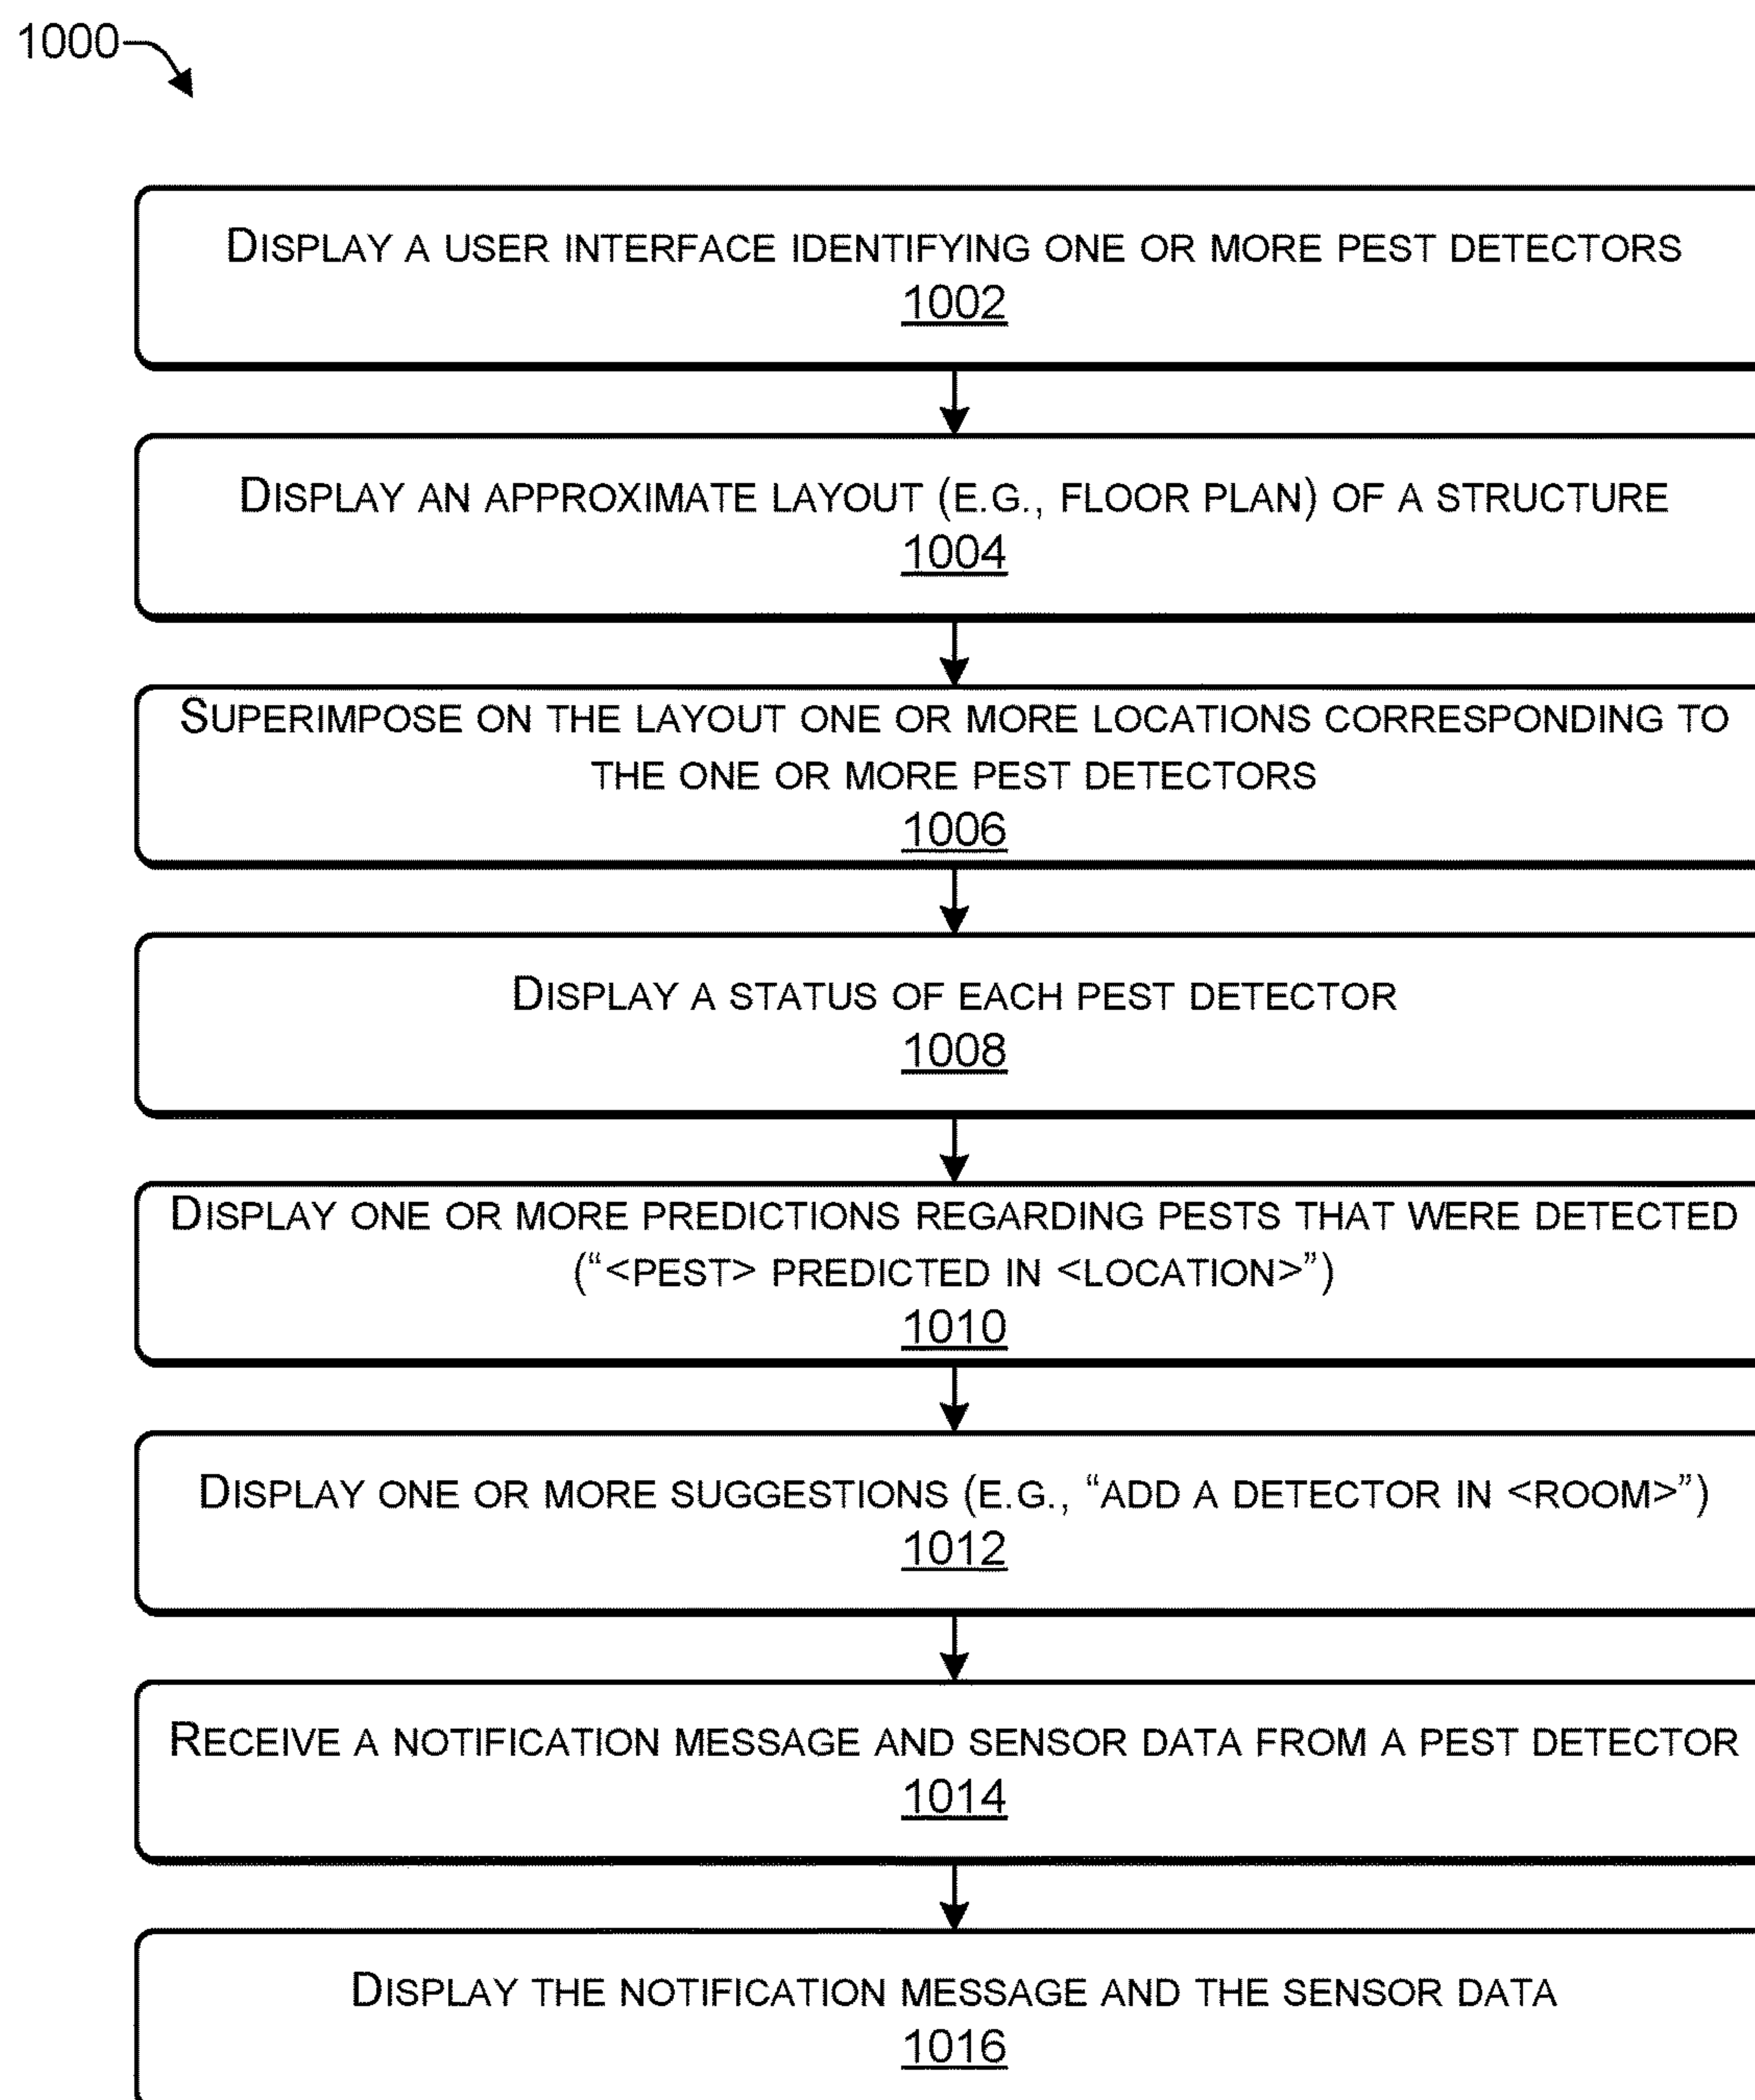 1000
DISPLAY A USER INTERFACE IDENTIFYING ONE OR MORE PEST DETECTORS
1002
DISPLAY AN APPROXIMATE LAYOUT (E.G., FLOOR PLAN) OF A STRUCTURE
1004
SUPERIMPOSE ON THE LAYOUT ONE OR MORE LOCATIONS CORRESPONDING TO
THE ONE OR MORE PEST DETECTORS
1006
DISPLAY A STATUS OF EACH PEST DETECTOR
1008
DISPLAY ONE OR MORE PREDICTIONS REGARDING PESTS THAT WERE DETECTED
(“<PEST> PREDICTED IN <LOCATION>”)
1010
DISPLAY ONE OR MORE SUGGESTIONS (E.G., “ADD A DETECTOR IN <ROOM>”)
1012
RECEIVE A NOTIFICATION MESSAGE AND SENSOR DATA FROM A PEST DETECTOR
1014
DISPLAY THE NOTIFICATION MESSAGE AND THE SENSOR DATA
1016